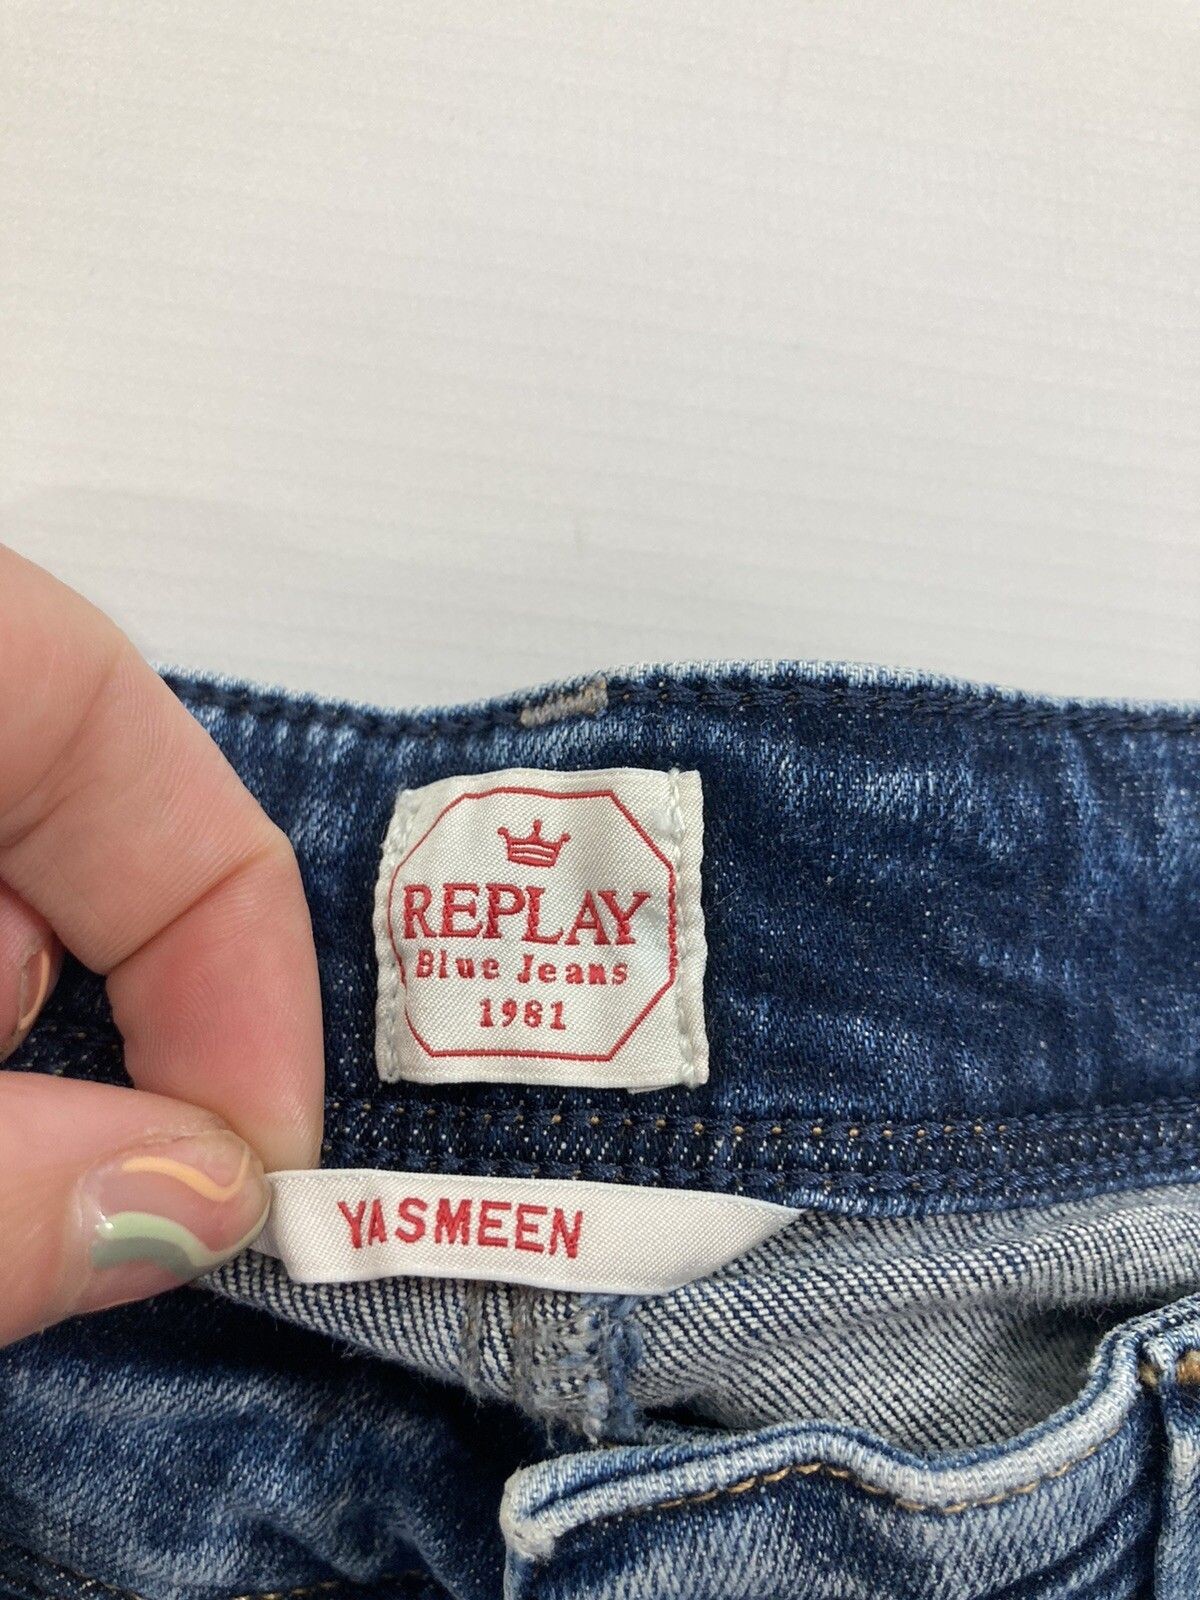 REPLAY
Blue Jeans
1981
YASMEEN